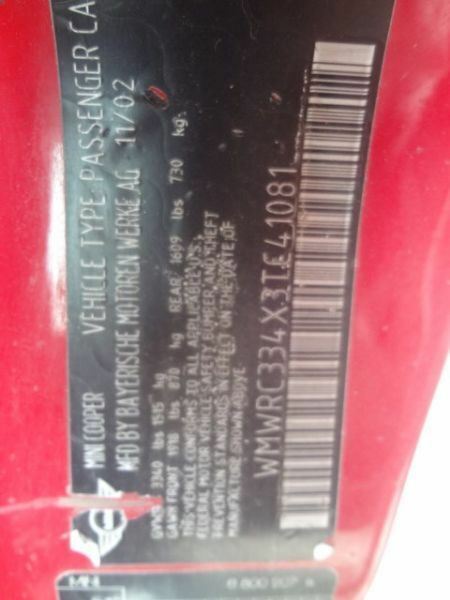 MINI COOPER VEHICLE TYPE PASSENGER CA
MFD BY BAYERISCHE MOTOREN WERKE AG 11/02
GVWR 3340 lbs 1515 kg
GAWR FRONT 1918 lbs 870 kg REAR 1609 lbs 730 kg
THIS VEHICLE CONFORMS TO ALL APPLICABLE U.S.
FEDERAL MOTOR VEHICLE SAFETY, BUMPER, AND THEFT
PREVENTION STANDARDS IN EFFECT ON THE DATE OF
MANUFACTURE SHOWN ABOVE
WMWRC334X3TE41081
MINI